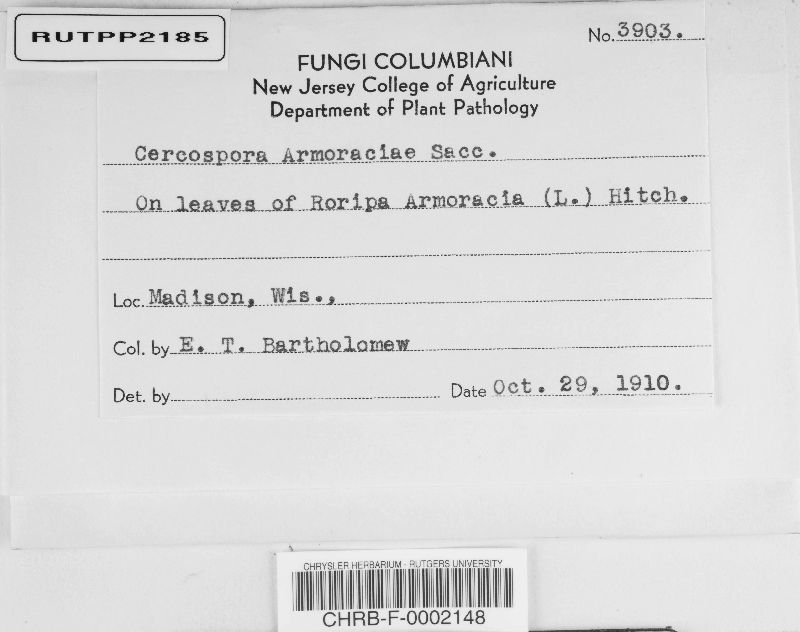 RUTPP2185
No. 3903.
FUNGI COLUMBIANI
New Jersey College of Agriculture
Department of Plant Pathology
Cercospora Armoraciae Sacc.
On leaves of Roripa Armoracia (L.) Hitch.
Loc. Madison, Wis.,
Col. by E. T. Bartholomew
Det. by
Date Oct. 29, 1910.
CHRYSLER HERBARIUM - RUTGERS UNIVERSITY
CHRB-F-0002148